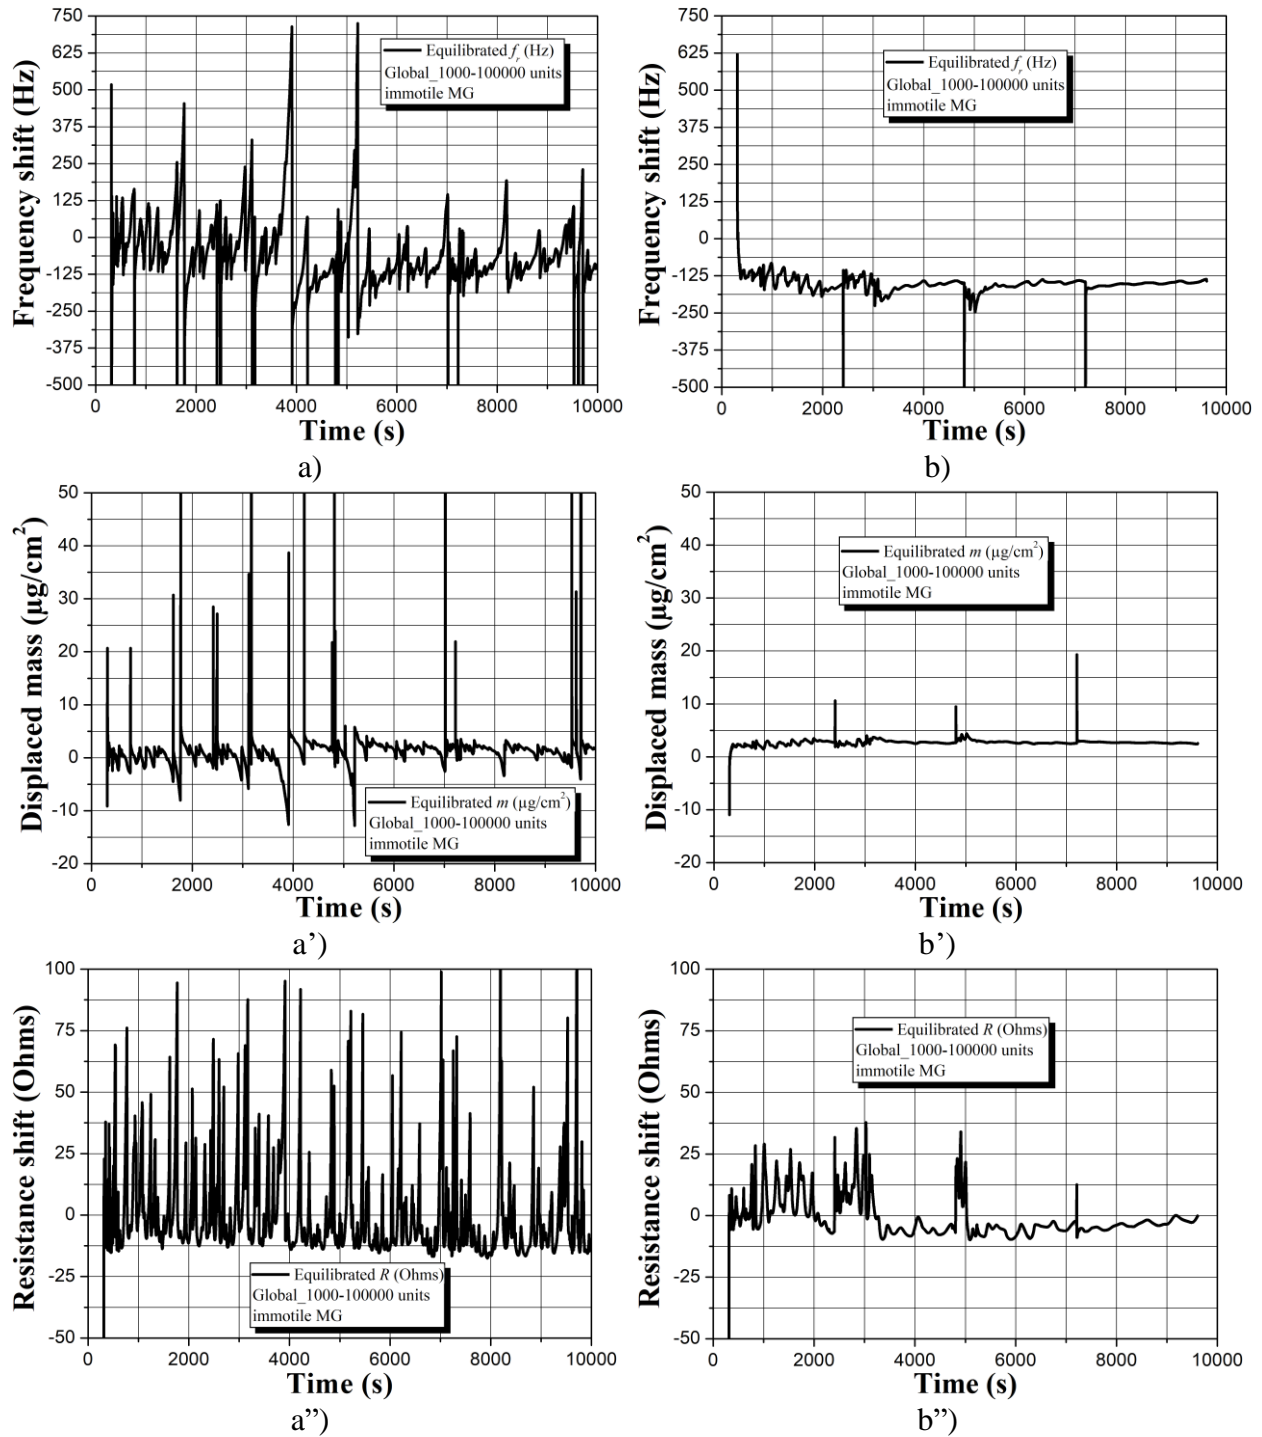 Frequency shift (Hz)
750
625
500
375
250
125
0
-125
-250
-375
-500
Equilibrated fr (Hz)
Global_1000-100000 units
immotile MG
0 2000 4000 6000 8000 10000
Time (s)
a)
Frequency shift (Hz)
750
625
500
375
250
125
0
-125
-250
-375
-500
Equilibrated fr (Hz)
Global_1000-100000 units
immotile MG
0 2000 4000 6000 8000 10000
Time (s)
b)
Displaced mass (µg/cm²)
50
40
30
20
10
0
-10
-20
Equilibrated m (µg/cm²)
Global_1000-100000 units
immotile MG
0 2000 4000 6000 8000 10000
Time (s)
a’)
Displaced mass (µg/cm²)
50
40
30
20
10
0
-10
-20
Equilibrated m (µg/cm²)
Global_1000-100000 units
immotile MG
0 2000 4000 6000 8000 10000
Time (s)
b’)
Resistance shift (Ohms)
100
75
50
25
0
-25
-50
Equilibrated R (Ohms)
Global_1000-100000 units
immotile MG
0 2000 4000 6000 8000 10000
Time (s)
a”)
Resistance shift (Ohms)
100
75
50
25
0
-25
-50
Equilibrated R (Ohms)
Global_1000-100000 units
immotile MG
0 2000 4000 6000 8000 10000
Time (s)
b”)